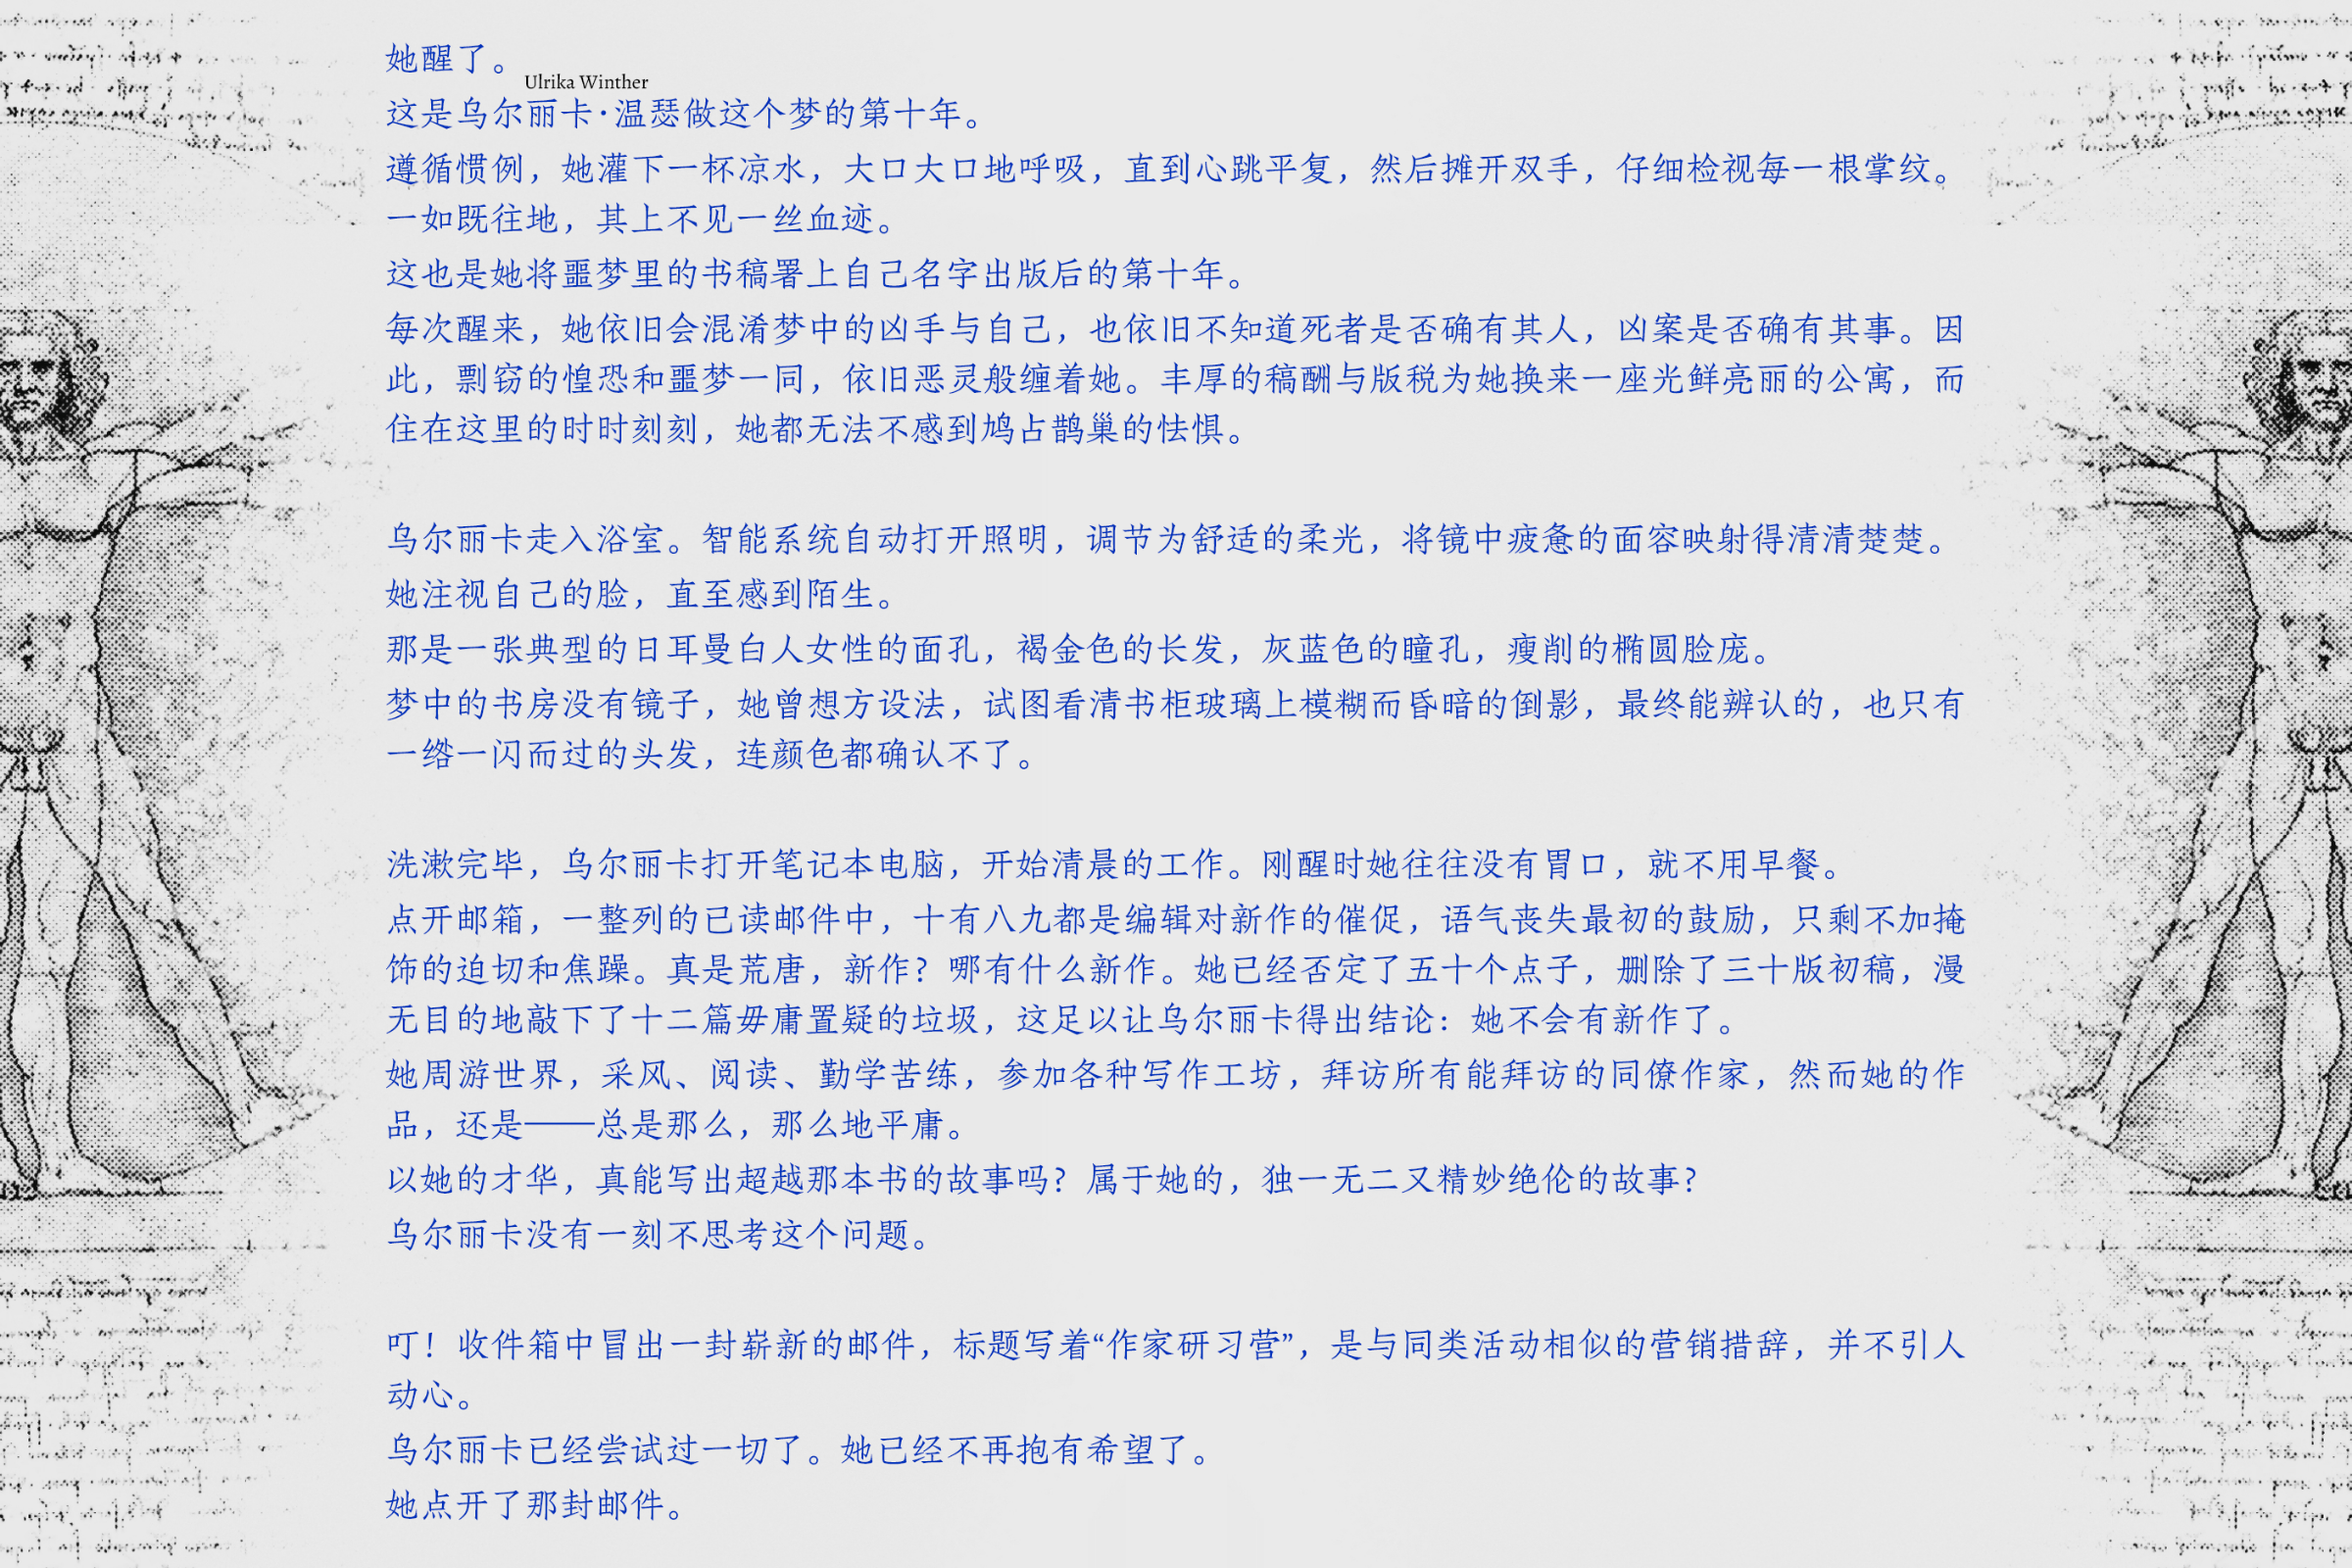 她醒了。
Ulrika Winther
这是乌尔丽卡·温瑟做这个梦的第十年。
遵循惯例，她灌下一杯凉水，大口大口地呼吸，直到心跳平复，然后摊开双手，仔细检视每一根掌纹。
一如既往地，其上不见一丝血迹。
这也是她将噩梦里的书稿署上自己名字出版后的第十年。
每次醒来，她依旧会混淆梦中的凶手与自己，也依旧不知道死者是否确有其人，凶案是否确有其事。因
此，剽窃的惶恐和噩梦一同，依旧恶灵般缠着她。丰厚的稿酬与版税为她换来一座光鲜亮丽的公寓，而
住在这里的时时刻刻，她都无法不感到鸠占鹊巢的怯惧。
乌尔丽卡走入浴室。智能系统自动打开照明，调节为舒适的柔光，将镜中疲惫的面容映射得清清楚楚。
她注视自己的脸，直至感到陌生。
那是一张典型的日耳曼白人女性的面孔，褐金色的长发，灰蓝色的瞳孔，瘦削的椭圆脸庞。
梦中的书房没有镜子，她曾想方设法，试图看清书柜玻璃上模糊而昏暗的倒影，最终能辨认的，也只有
一绺一闪而过的头发，连颜色都确认不了。
洗漱完毕，乌尔丽卡打开笔记本电脑，开始清晨的工作。刚醒时她往往没有胃口，就不用早餐。
点开邮箱，一整列的已读邮件中，十有八九都是编辑对新作的催促，语气丧失最初的鼓励，只剩不加掩
饰的迫切和焦躁。真是荒唐，新作？哪有什么新作。她已经否定了五十个点子，删除了三十版初稿，漫
无目的地敲下了十二篇毋庸置疑的垃圾，这足以让乌尔丽卡得出结论：她不会有新作了。
她周游世界，采风、阅读、勤学苦练，参加各种写作工坊，拜访所有能拜访的同僚作家，然而她的作
品，还是——总是那么，那么地平庸。
以她的才华，真能写出超越那本书的故事吗？属于她的，独一无二又精妙绝伦的故事？
乌尔丽卡没有一刻不思考这个问题。
叮！收件箱中冒出一封崭新的邮件，标题写着“作家研习营”，是与同类活动相似的营销措辞，并不引人
动心。
乌尔丽卡已经尝试过一切了。她已经不再抱有希望了。
她点开了那封邮件。